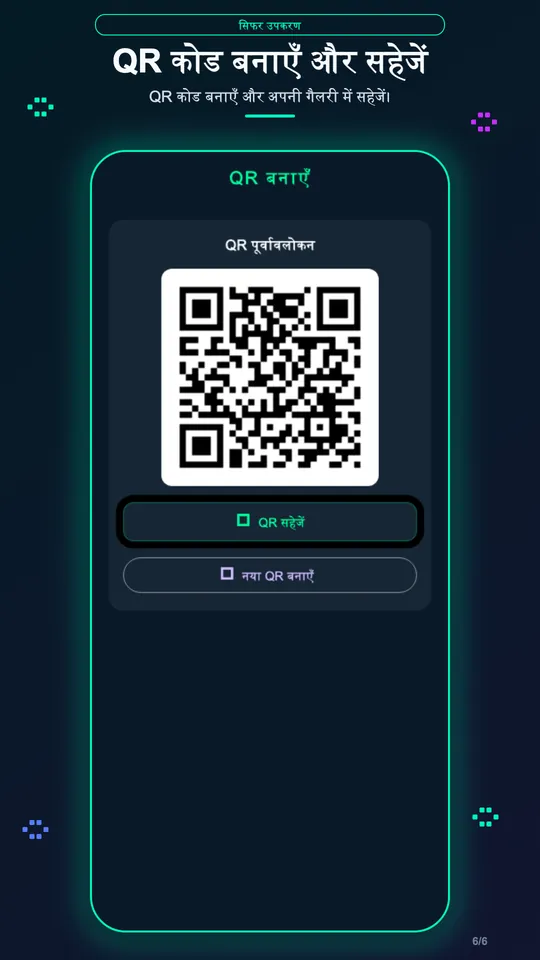 सिफर उपकरण
QR कोड बनाएँ और सहेजें
QR कोड बनाएँ और अपनी गैलरी में सहेजें।
QR बनाएँ
QR पूर्वावलोकन
QR सहेजें
नया QR बनाएँ
6/6